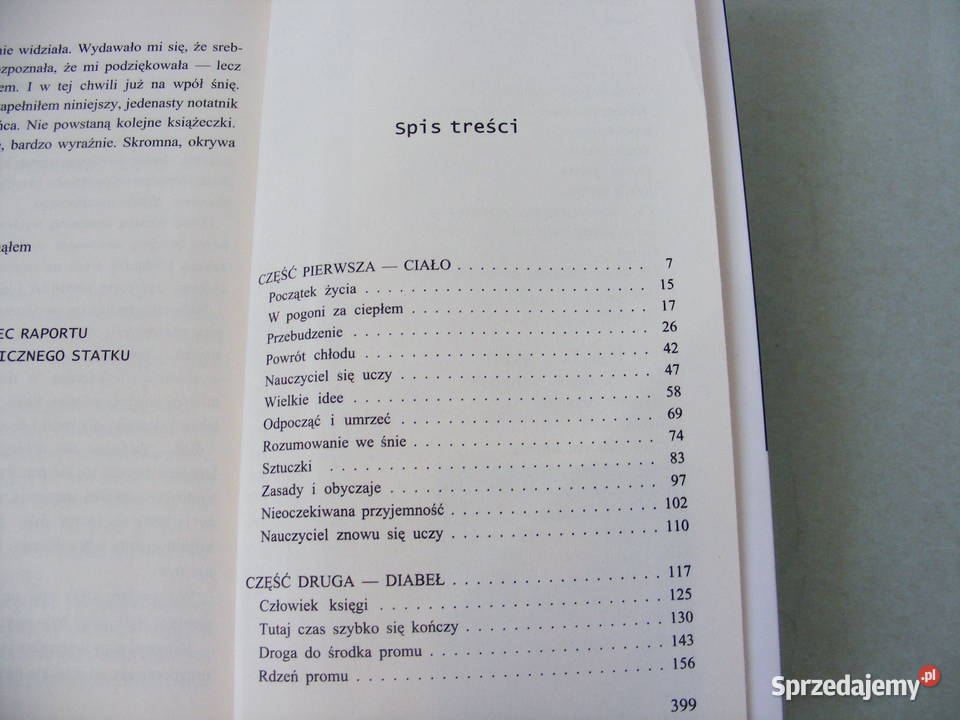 nie widziała. Wydawało mi się, że sreb-
zpoznała, że mi podziękowała — lecz
em. I w tej chwili już na wpół śnię.
apełniłem niniejszy, jedenasty notatnik
ńca. Nie powstaną kolejne książeczki.
, bardzo wyraźnie. Skromna, okrywa
ąłem
EC RAPORTU
ICZNEGO STATKU
Spis treści
CZĘŚĆ PIERWSZA — CIAŁO . . . . . . . . . . . . . . . . . 7
Początek życia . . . . . . . . . . . . . . . . . . . . . . . . 15
W pogoni za ciepłem . . . . . . . . . . . . . . . . . . . . 17
Przebudzenie . . . . . . . . . . . . . . . . . . . . . . . . . 26
Powrót chłodu . . . . . . . . . . . . . . . . . . . . . . . . 42
Nauczyciel się uczy . . . . . . . . . . . . . . . . . . . . . 47
Wielkie idee . . . . . . . . . . . . . . . . . . . . . . . . . 58
Odpocząć i umrzeć . . . . . . . . . . . . . . . . . . . . . 69
Rozumowanie we śnie . . . . . . . . . . . . . . . . . . . 74
Sztuczki . . . . . . . . . . . . . . . . . . . . . . . . . . . 83
Zasady i obyczaje . . . . . . . . . . . . . . . . . . . . . . 97
Nieoczekiwana przyjemność . . . . . . . . . . . . . . . . 102
Nauczyciel znowu się uczy . . . . . . . . . . . . . . . . . 110
CZĘŚĆ DRUGA — DIABEŁ . . . . . . . . . . . . . . . . . 117
Człowiek księgi . . . . . . . . . . . . . . . . . . . . . . . 125
Tutaj czas szybko się kończy . . . . . . . . . . . . . . . . 130
Droga do środka promu . . . . . . . . . . . . . . . . . . . 143
Rdzeń promu . . . . . . . . . . . . . . . . . . . . . . . . . 156
399
Sprzedajemy.pl